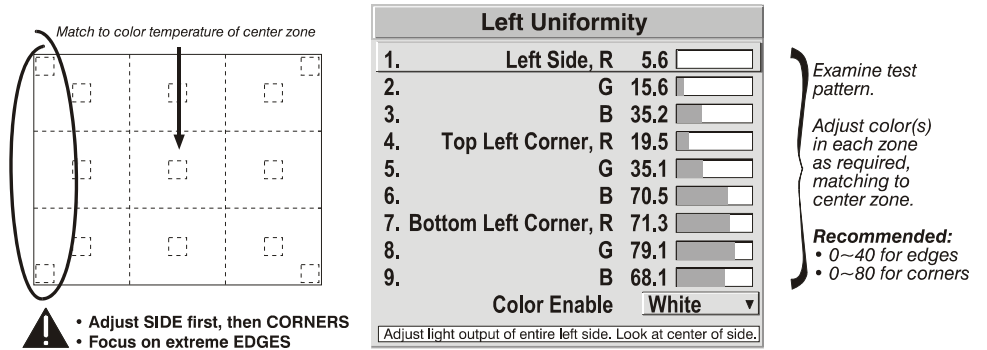 Match to color temperature of center zone
• Adjust SIDE first, then CORNERS
• Focus on extreme EDGES
Left Uniformity
1. Left Side, R 5.6
2. G 15.6
3. B 35.2
4. Top Left Corner, R 19.5
5. G 35.1
6. B 70.5
7. Bottom Left Corner, R 71.3
8. G 79.1
9. B 68.1
Color Enable White
Adjust light output of entire left side. Look at center of side.
Examine test
pattern.
Adjust color(s)
in each zone
as required,
matching to
center zone.
Recommended:
• 0~40 for edges
• 0~80 for corners